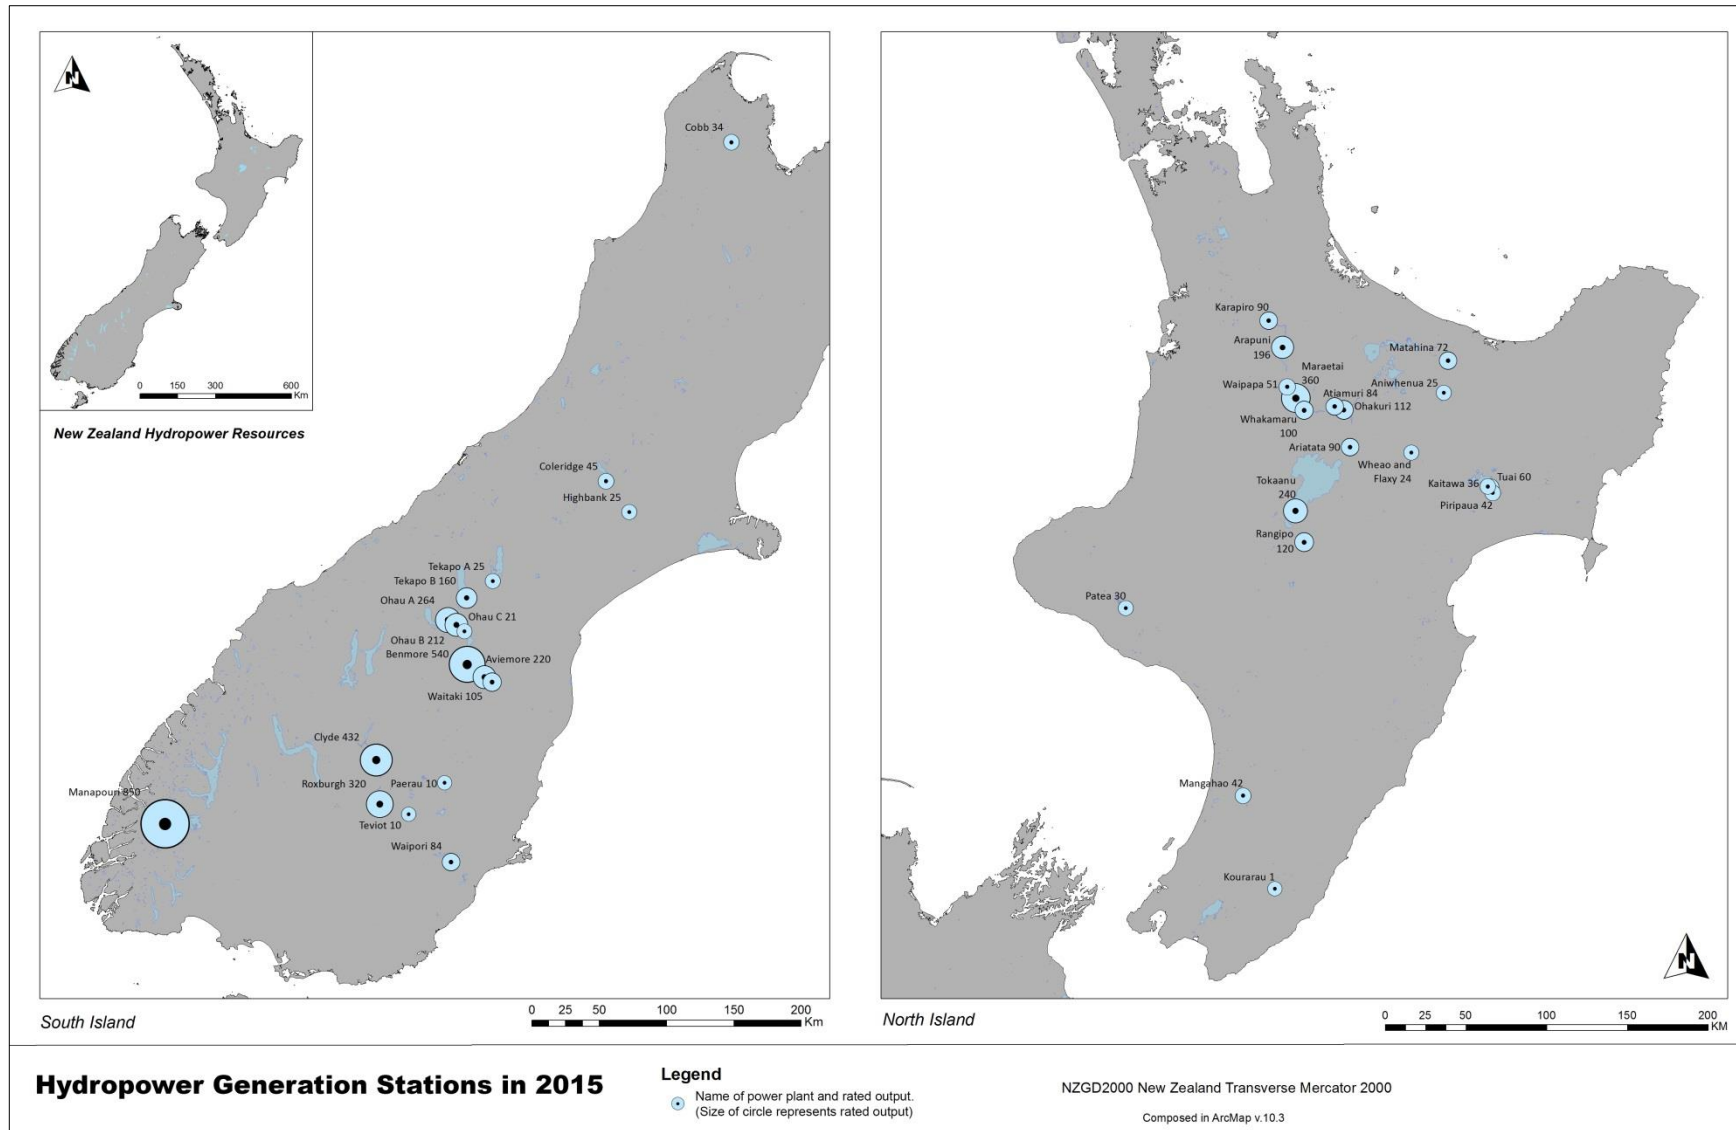 N
0 150 300 600
Km
New Zealand Hydropower Resources
Cobb 34
Coleridge 45
Highbank 25
Tekapo A 25
Tekapo B 160
Ohau A 264
Ohau C 21
Ohau B 212
Benmore 540
Aviemore 220
Waitaki 105
Clyde 432
Roxburgh 320
Paerau 10
Manapouri 850
Teviot 10
Waipori 84
South Island
0 25 50 100 150 200
Km
Karapiro 90
Arapuni
196
Matahina 72
Maraetai
360
Waipapa 51
Aniwhenua 25
Atiamuri 84
Ohakuri 112
Whakamaru
100
Ariatata 90
Wheao and
Flaxy 24
Tokaanu
240
Kaitawa 36
Tuai 60
Piripaua 42
Rangipo
120
Patea 30
Mangahao 42
Kourarau 1
N
North Island
0 25 50 100 150 200
KM
Hydropower Generation Stations in 2015
Legend
Name of power plant and rated output.
(Size of circle represents rated output)
NZGD2000 New Zealand Transverse Mercator 2000
Composed in ArcMap v.10.3